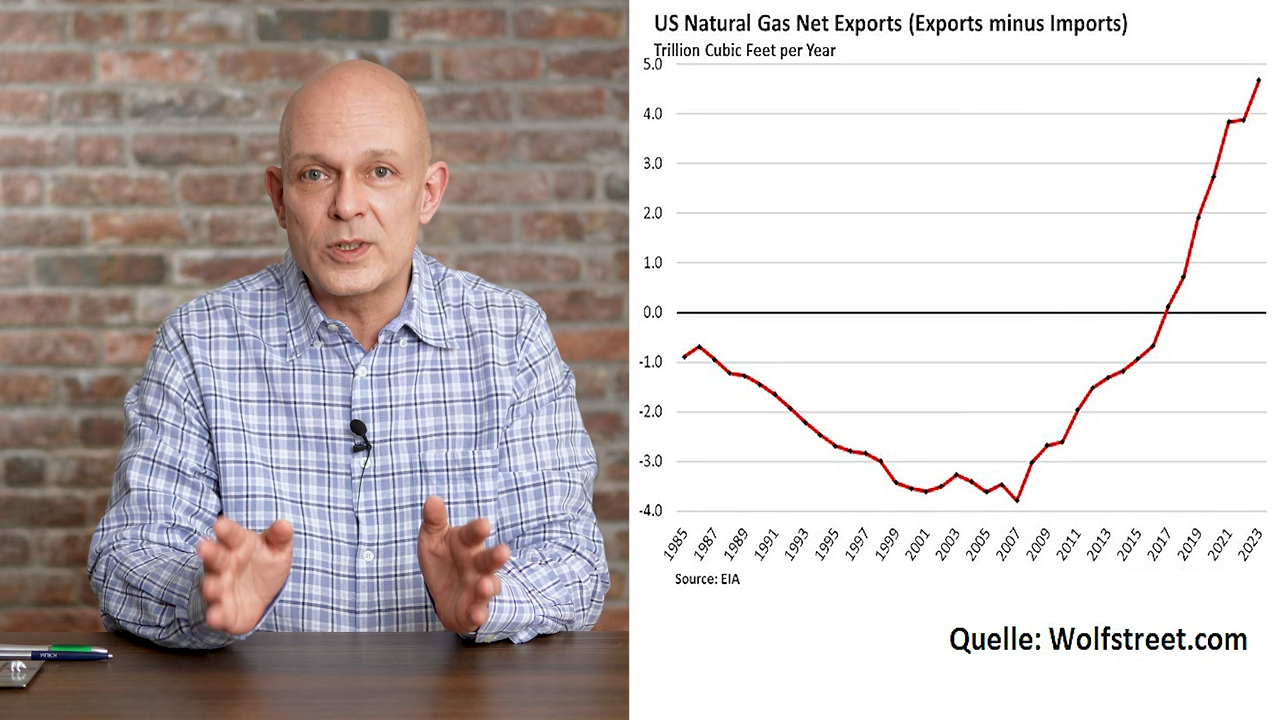 US Natural Gas Net Exports (Exports minus Imports)
Trillion Cubic Feet per Year
5.0
4.0
3.0
2.0
1.0
0.0
-1.0
-2.0
-3.0
-4.0
1985 1987 1989 1991 1993 1995 1997 1999 2001 2003 2005 2007 2009 2011 2013 2015 2017 2019 2021 2023
Source: EIA
Quelle: Wolfstreet.com